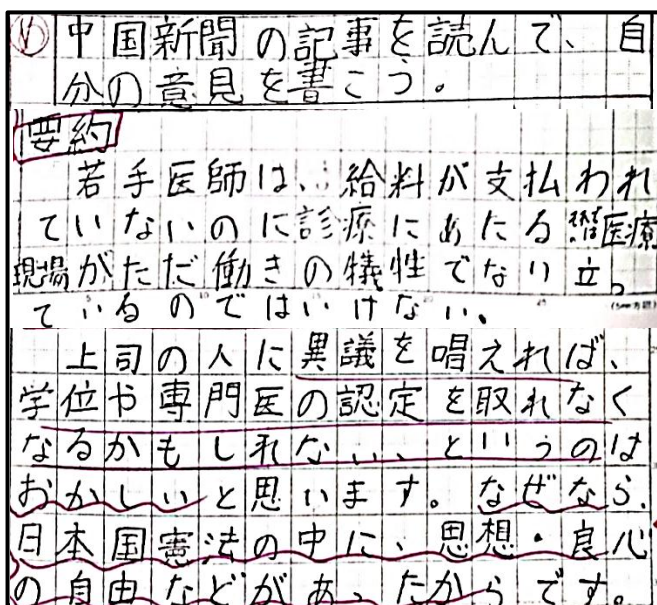 め 中国新聞の記事を読んで、自
分の意見を書こう。
要約
若手医師は、給料が支払われ
ていないのに診療にあたる。医療
現場がただ働きの犠牲でなり立っ
ているのではいけない。
上司の人に異議を唱えれば、
学位や専門医の認定を取れなく
なるかもしれない、というのは
おかしいと思います。なぜなら、
日本国憲法の中に、思想・良心
の自由などがあったからです。